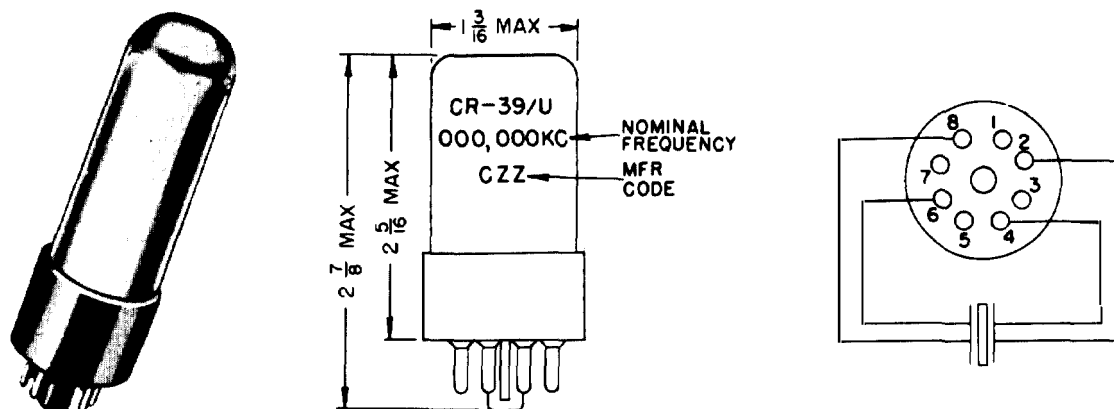 1 3/16 MAX
CR-39/U
000,000KC
NOMINAL FREQUENCY
CZZ
MFR CODE
2 5/16 MAX
2 7/8 MAX
8
1
2
7
3
6
5
4